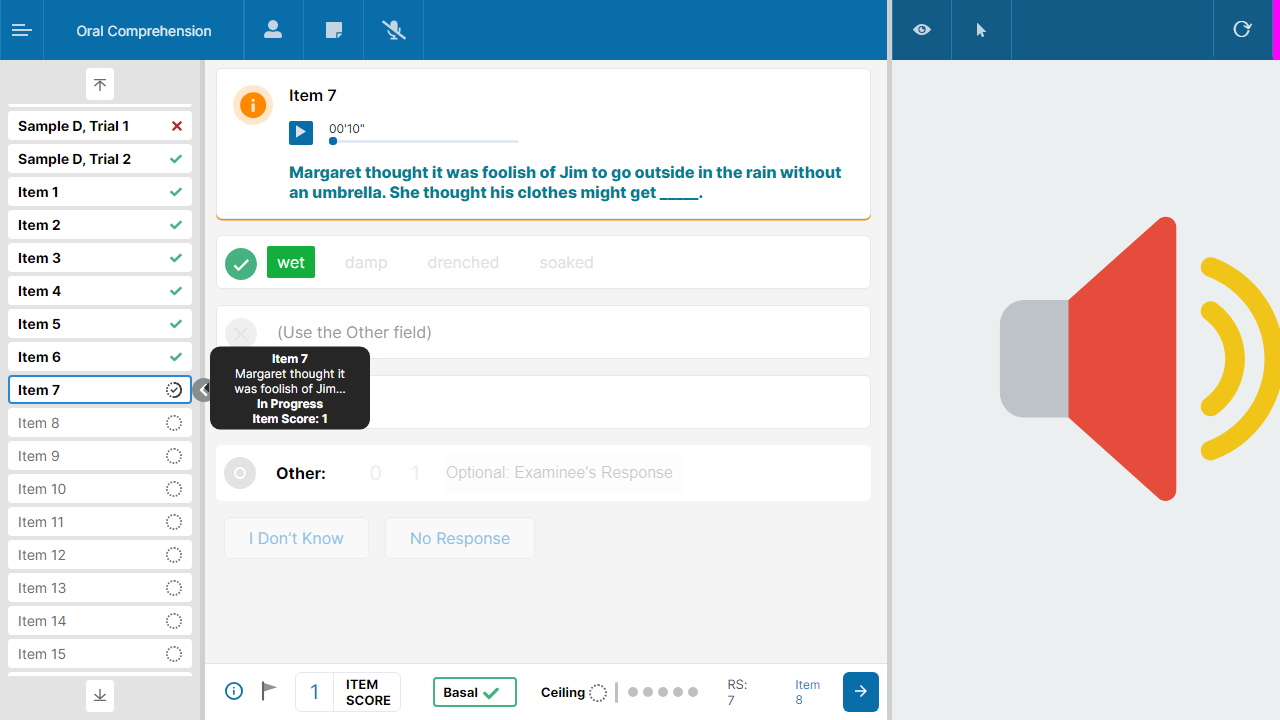 Oral Comprehension
Sample D, Trial 1
Sample D, Trial 2
Item 1
Item 2
Item 3
Item 4
Item 5
Item 6
Item 7
Item 8
Item 9
Item 10
Item 11
Item 12
Item 13
Item 14
Item 15
Item 7
00'10"
Margaret thought it was foolish of Jim to go outside in the rain without
an umbrella. She thought his clothes might get _____.
wet damp drenched soaked
(Use the Other field)
Item 7
Margaret thought it
was foolish of Jim...
In Progress
Item Score: 1
Other: 0 1 Optional: Examinee's Response
I Don't Know No Response
1 ITEM
SCORE
Basal
Ceiling
RS:
7
Item
8